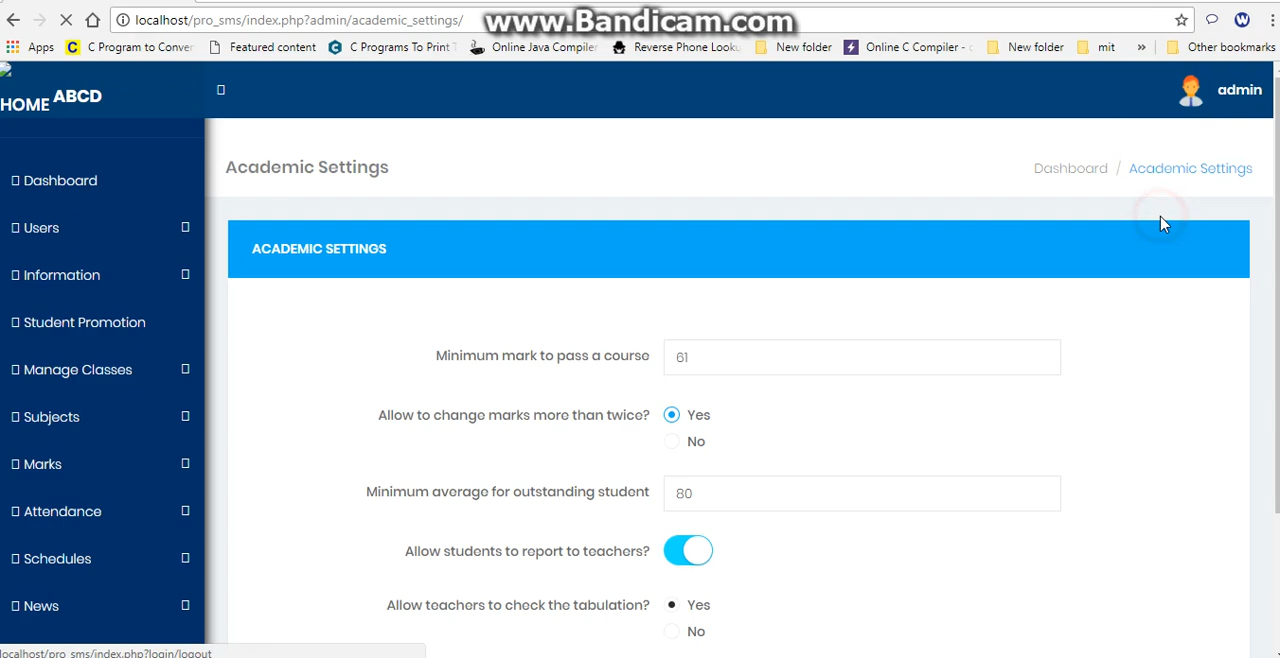 localhost/pro_sms/index.php?admin/academic_settings/
www.Bandicam.com
Apps
C Program to Conver
Featured content
C Programs To Print
Online Java Compiler
Reverse Phone Looku
New folder
Online C Compiler -
New folder
mit
»
Other bookmarks
HOME ABCD
admin
Academic Settings
Dashboard / Academic Settings
Dashboard
Users
Information
Student Promotion
Manage Classes
Subjects
Marks
Attendance
Schedules
News
ACADEMIC SETTINGS
Minimum mark to pass a course
61
Allow to change marks more than twice?
Yes
No
Minimum average for outstanding student
80
Allow students to report to teachers?
Allow teachers to check the tabulation?
Yes
No
localhost/pro_sms/index.php?login/logout